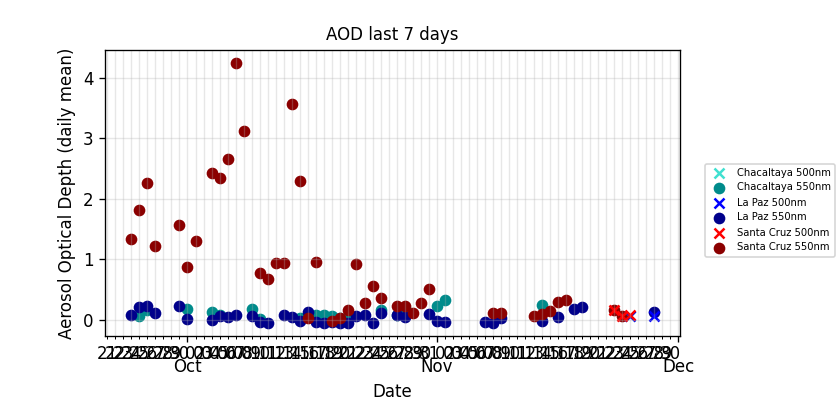 AOD last 7 days
Aerosol Optical Depth (daily mean)
4
3
2
1
0
Oct
Nov
Dec
Date
Chacaltaya 500nm
Chacaltaya 550nm
La Paz 500nm
La Paz 550nm
Santa Cruz 500nm
Santa Cruz 550nm